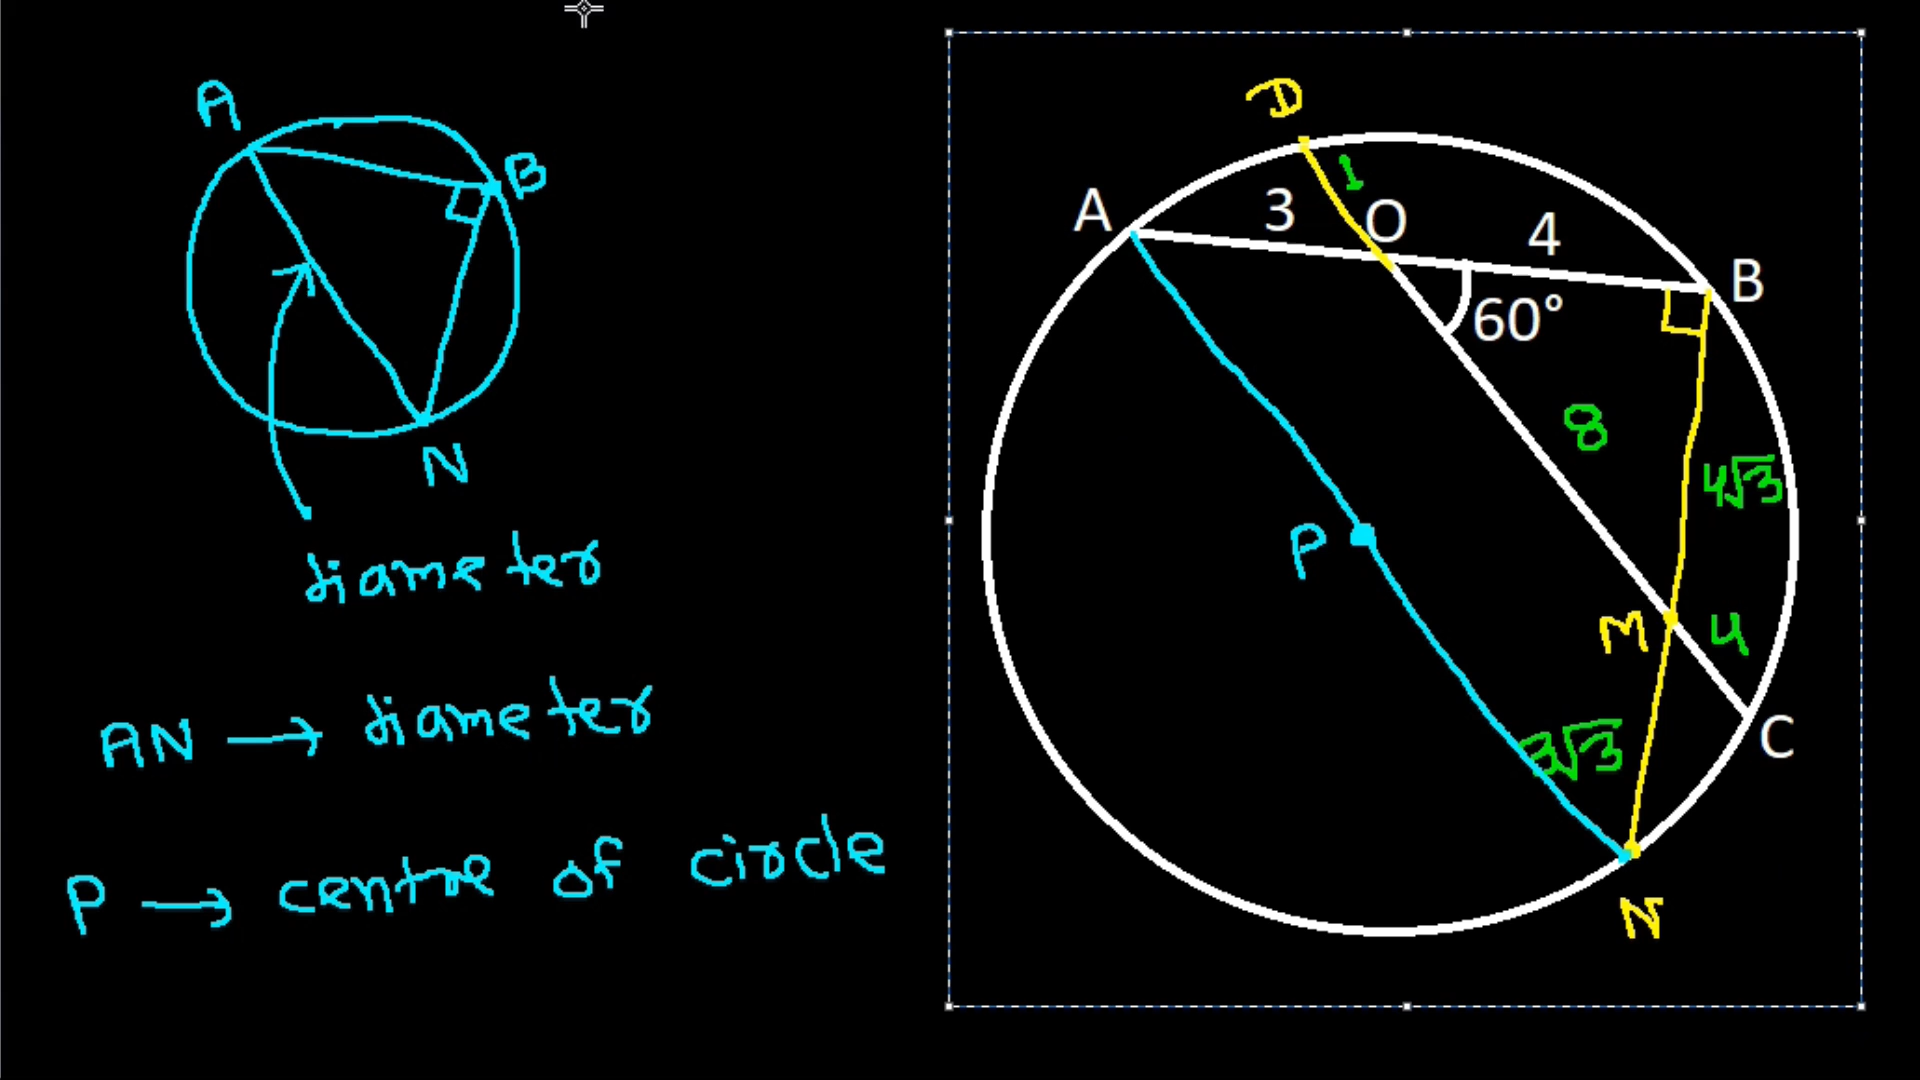 A
B
N
diameter
AN → diameter
P → centre of circle
D
1
A
3
O
4
B
60°
8
4√3
P
M
4
C
3√3
N